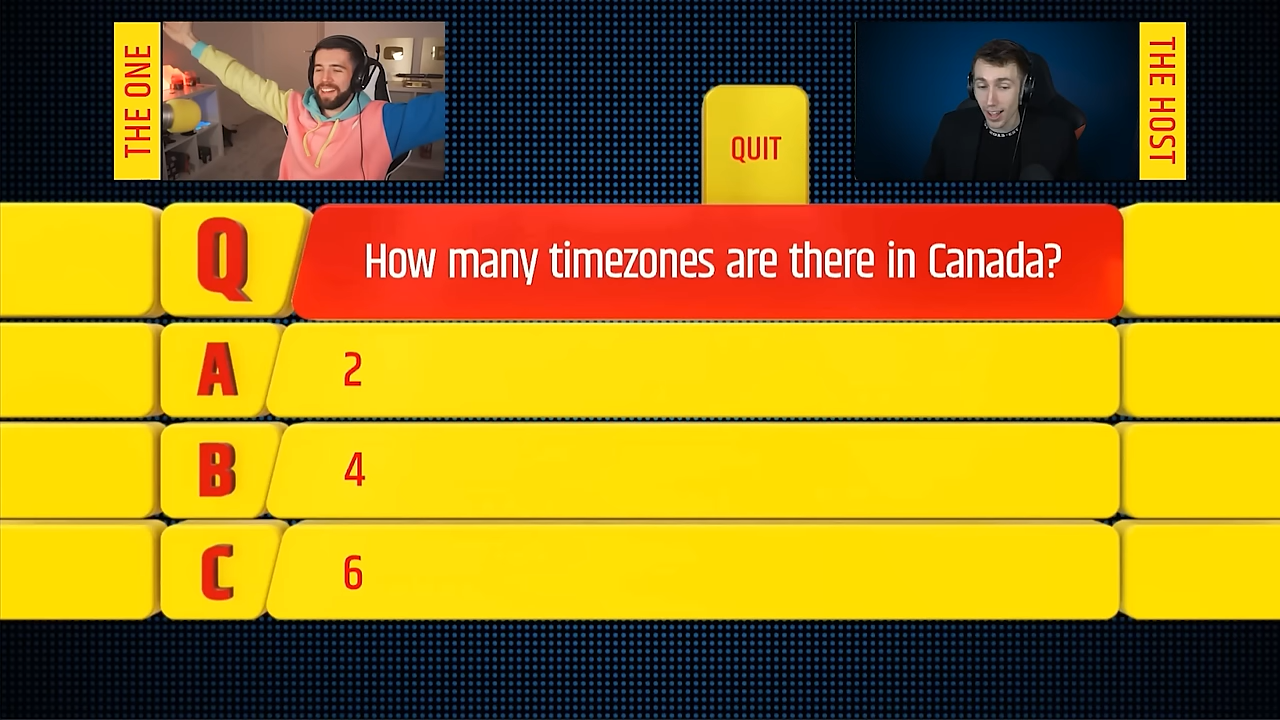 THE ONE
THE HOST
QUIT
Q How many timezones are there in Canada?
A 2
B 4
C 6